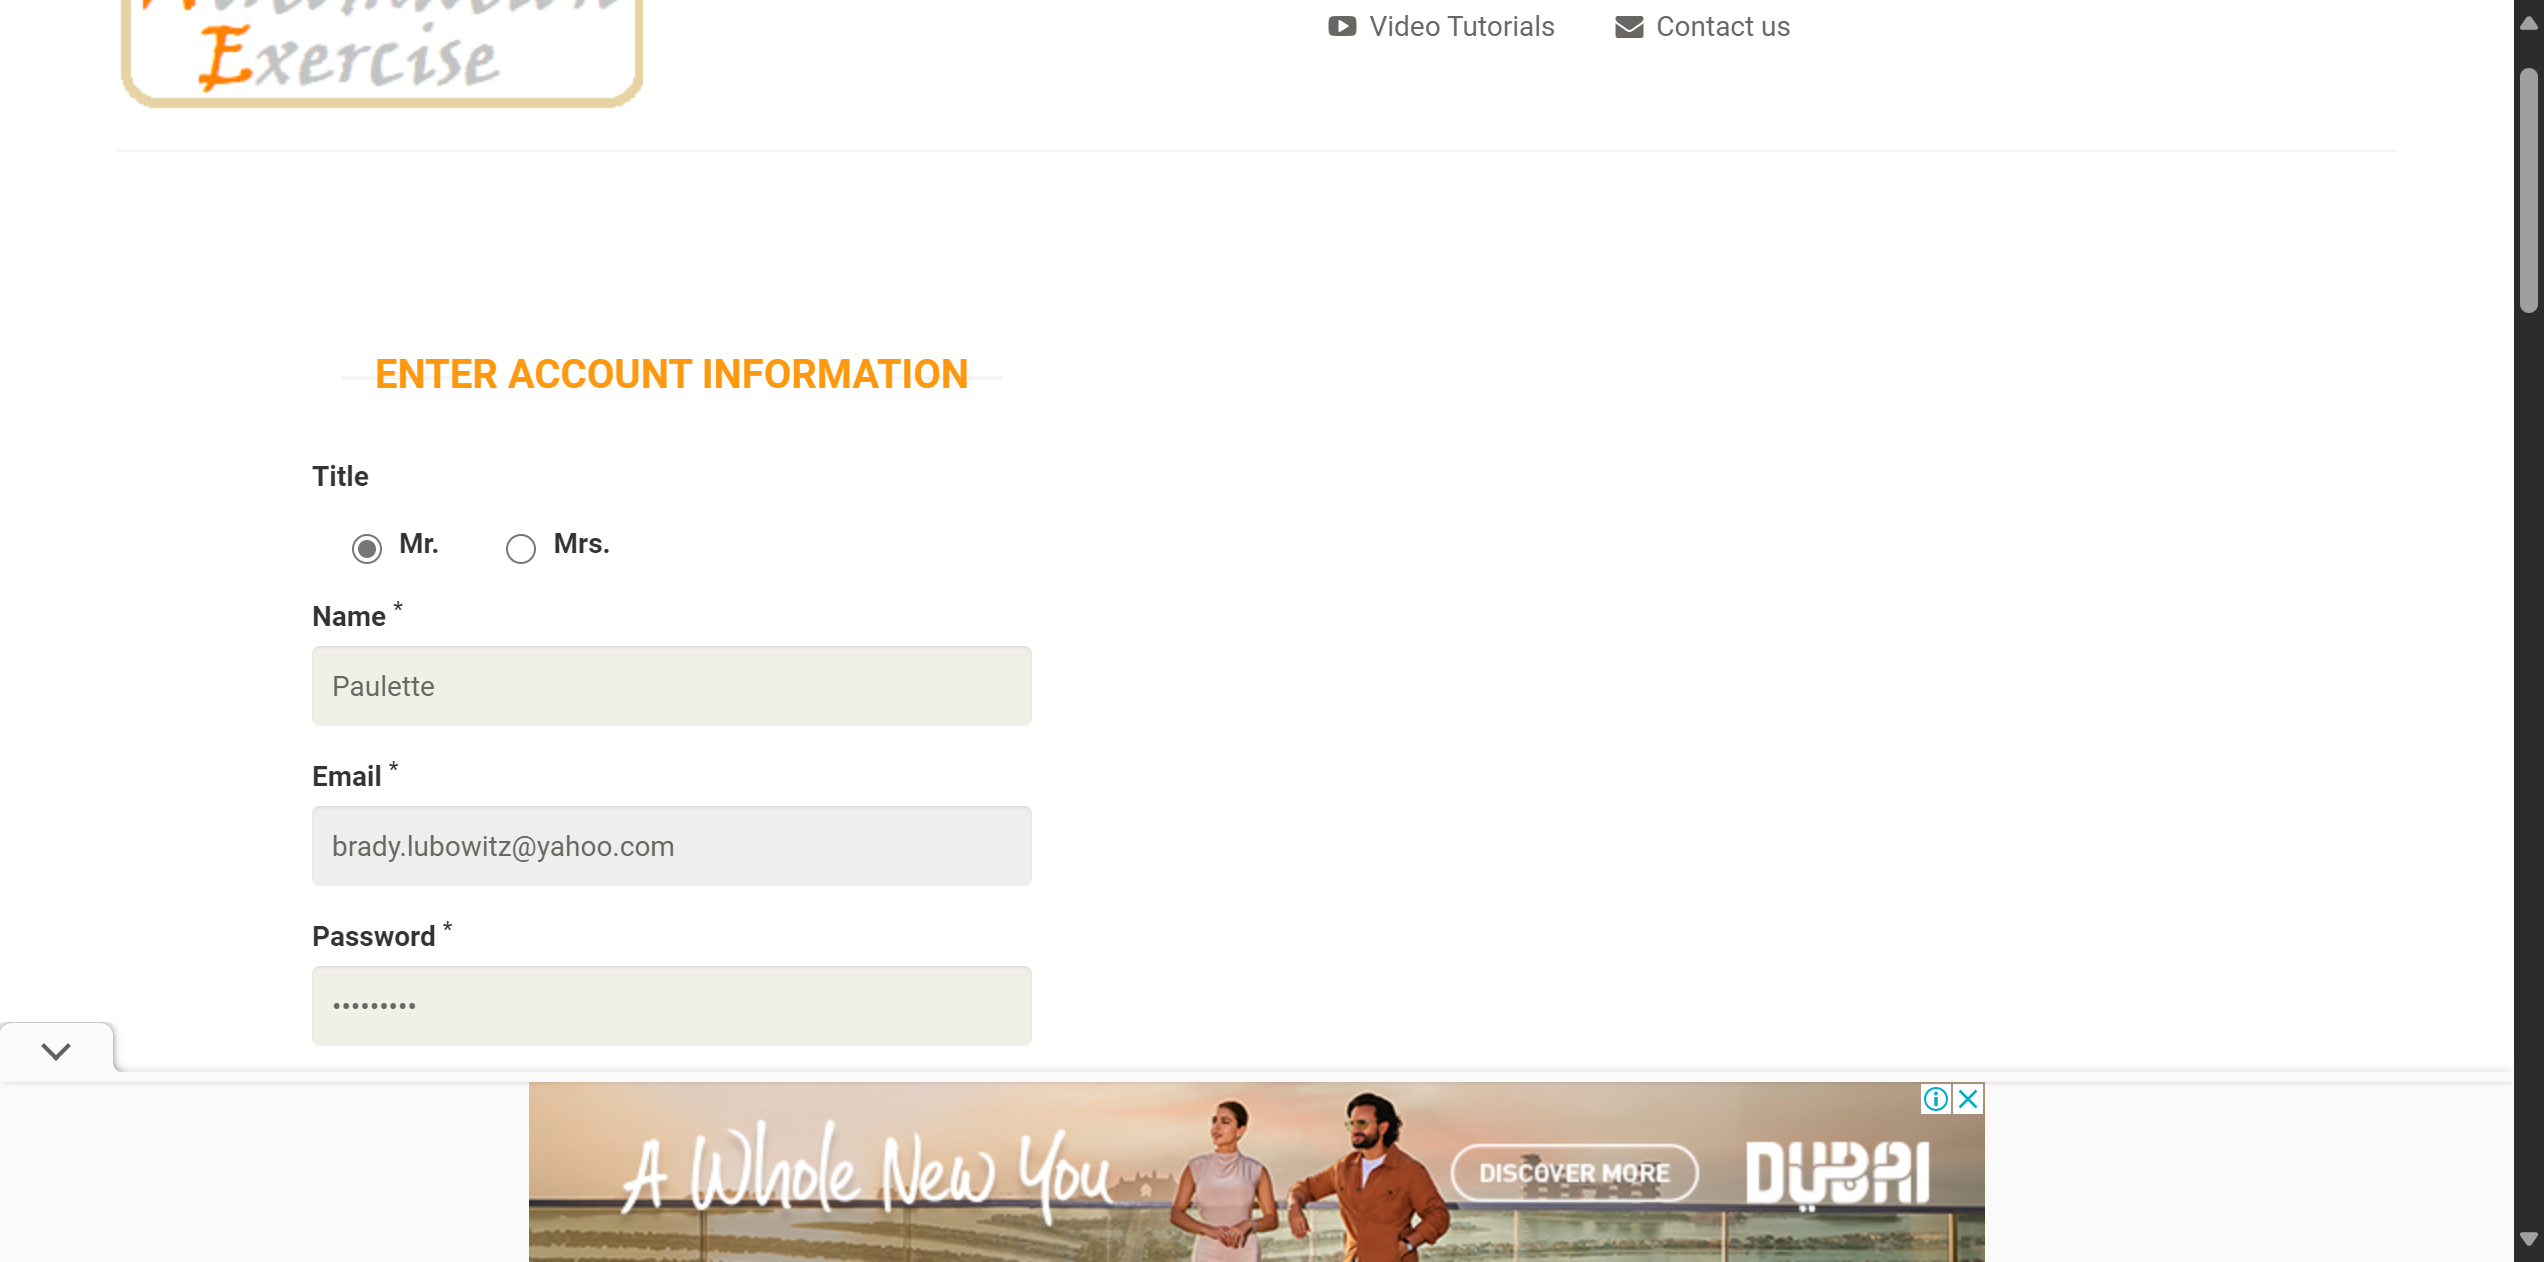 Exercise
Video Tutorials
Contact us
ENTER ACCOUNT INFORMATION
Title
Mr.
Mrs.
Name *
Paulette
Email *
brady.lubowitz@yahoo.com
Password *
•••••••••
A Whole New You
DISCOVER MORE
DUBAI